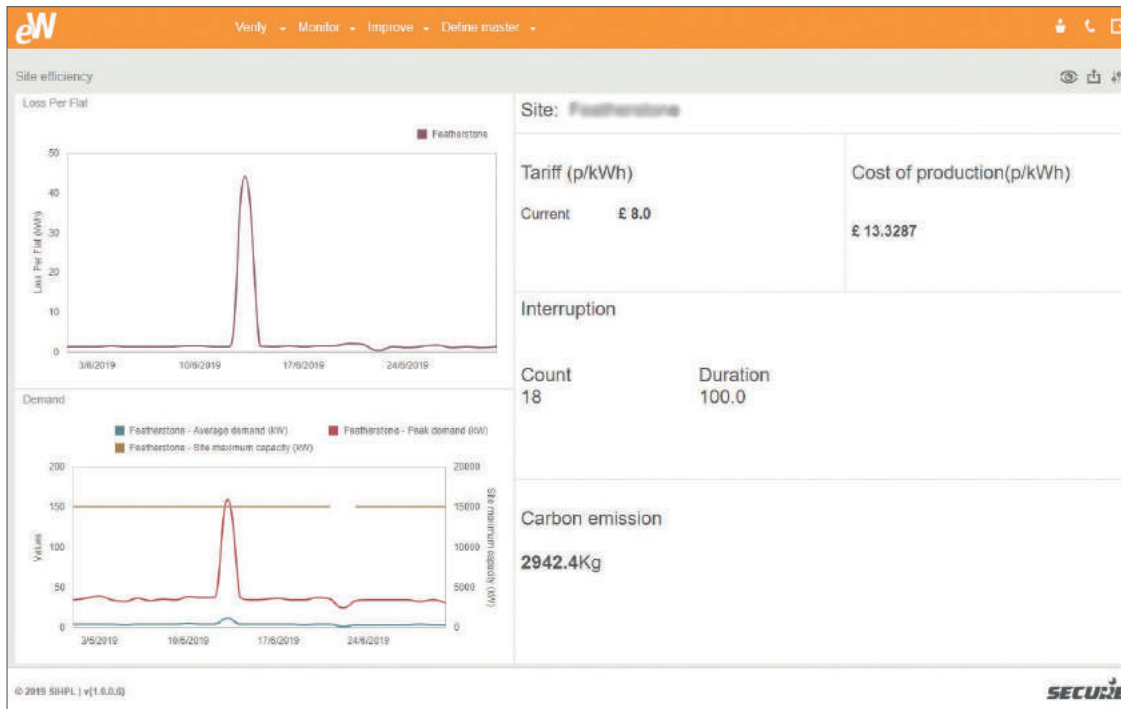 eW
Verify Monitor Improve Define master
Site efficiency
Loss Per Flat
Featherstone
50
40
30
20
10
0
Loss Per Flat (kWh)
3/6/2019 10/6/2019 17/6/2019 24/6/2019
Demand
Featherstone - Average demand (kW) Featherstone - Peak demand (kW)
Featherstone - Site maximum capacity (kW)
200 20000
150 15000
100 10000
50 5000
0 0
Values
Site maximum capacity (kW)
3/6/2019 10/6/2019 17/6/2019 24/6/2019
Site:
Tariff (p/kWh)
Current £ 8.0
Cost of production(p/kWh)
£ 13.3287
Interruption
Count Duration
18 100.0
Carbon emission
2942.4Kg
© 2019 SIHPL | v(1.0.0.6)
SECURE